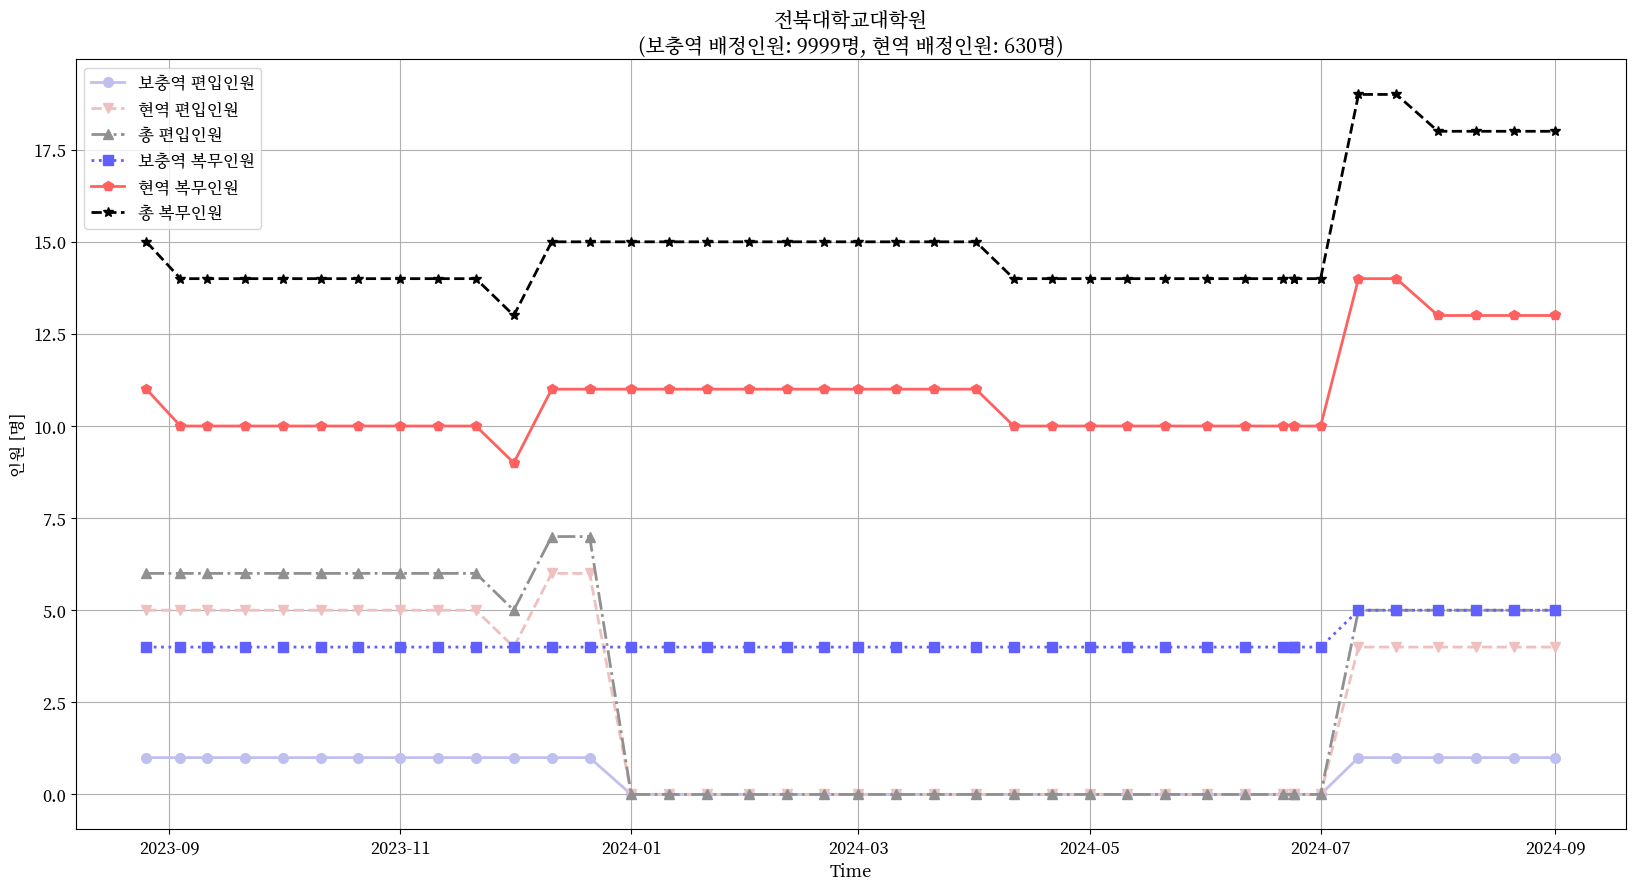 전북대학교대학원
(보충역 배정인원: 9999명, 현역 배정인원: 630명)
보충역 편입인원
현역 편입인원
총 편입인원
보충역 복무인원
현역 복무인원
총 복무인원
17.5
15.0
12.5
10.0
7.5
5.0
2.5
0.0
인원 [명]
2023-09
2023-11
2024-01
2024-03
2024-05
2024-07
2024-09
Time